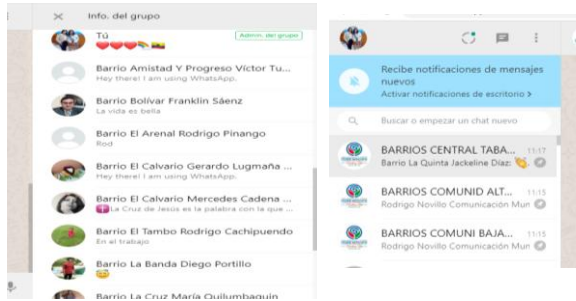 Info. del grupo
Tú
Admin. del grupo
Barrio Amistad Y Progreso Víctor Tu...
Hey there! I am using WhatsApp.
Barrio Bolívar Franklin Sáenz
La vida es bella
Barrio El Arenal Rodrigo Pinango
Rod
Barrio El Calvario Gerardo Lugmaña ...
Hey there! I am using WhatsApp.
Barrio El Calvario Mercedes Cadena ...
La Cruz de Jesús es la palabra con la que ...
Barrio El Tambo Rodrigo Cachipuendo
En el trabajo
Barrio La Banda Diego Portillo
Barrio La Cruz María Quilumbaquin
Recibe notificaciones de mensajes
nuevos
Activar notificaciones de escritorio >
Buscar o empezar un chat nuevo
BARRIOS CENTRAL TABA... 11:17
Barrio La Quinta Jackeline Díaz:
BARRIOS COMUNID ALT... 11:15
Rodrigo Novillo Comunicación Mun
BARRIOS COMUNI BAJA... 11:15
Rodrigo Novillo Comunicación Mun